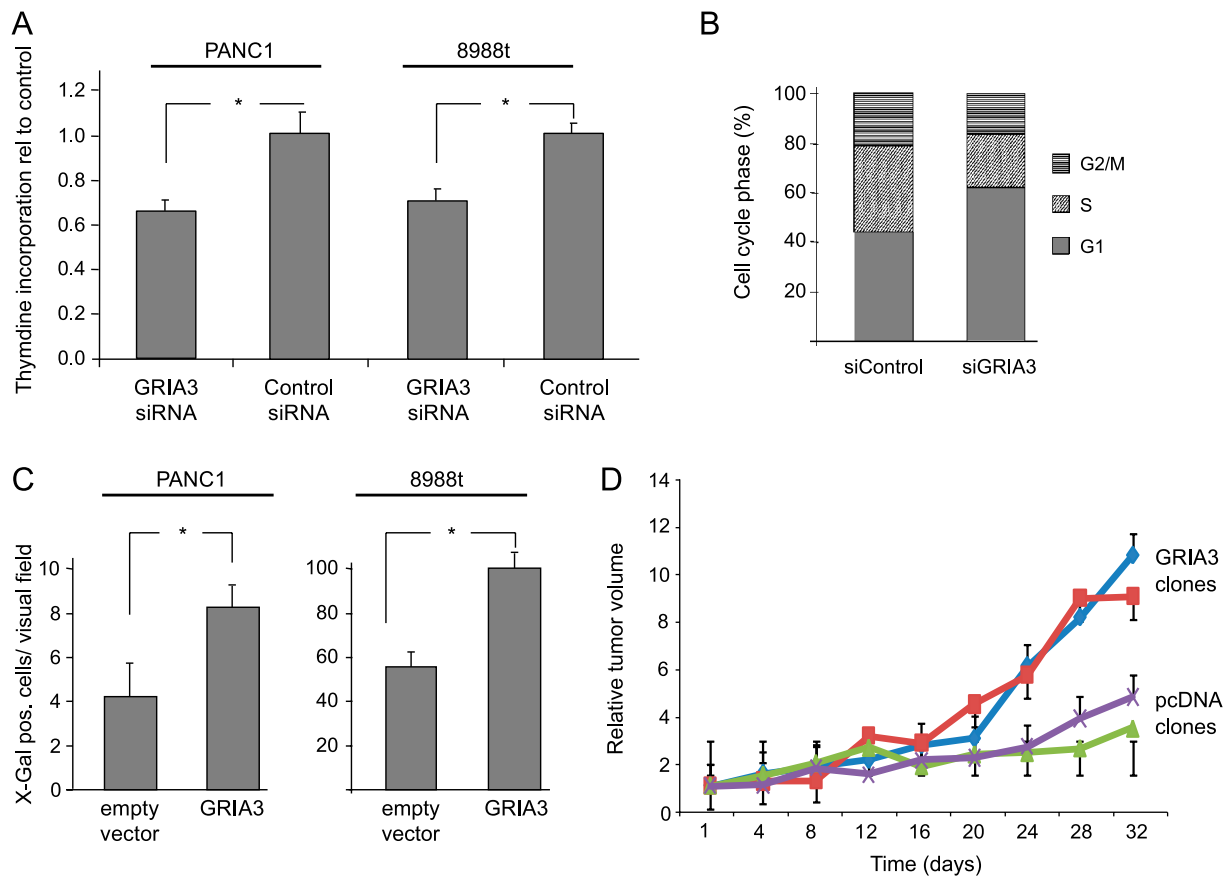 A
PANC1
8988t
Thymdine incorporation rel to control
1.2
1.0
0.8
0.6
0.4
0.2
0.0
*
*
GRIA3
siRNA
Control
siRNA
GRIA3
siRNA
Control
siRNA
B
Cell cycle phase (%)
100
80
60
40
20
G2/M
S
G1
siControl
siGRIA3
C
PANC1
8988t
X-Gal pos. cells/ visual field
10
8
6
4
2
0
*
empty
vector
GRIA3
100
80
60
40
20
*
empty
vector
GRIA3
D
Relative tumor volume
14
12
10
8
6
4
2
0
GRIA3
clones
pcDNA
clones
1 4 8 12 16 20 24 28 32
Time (days)